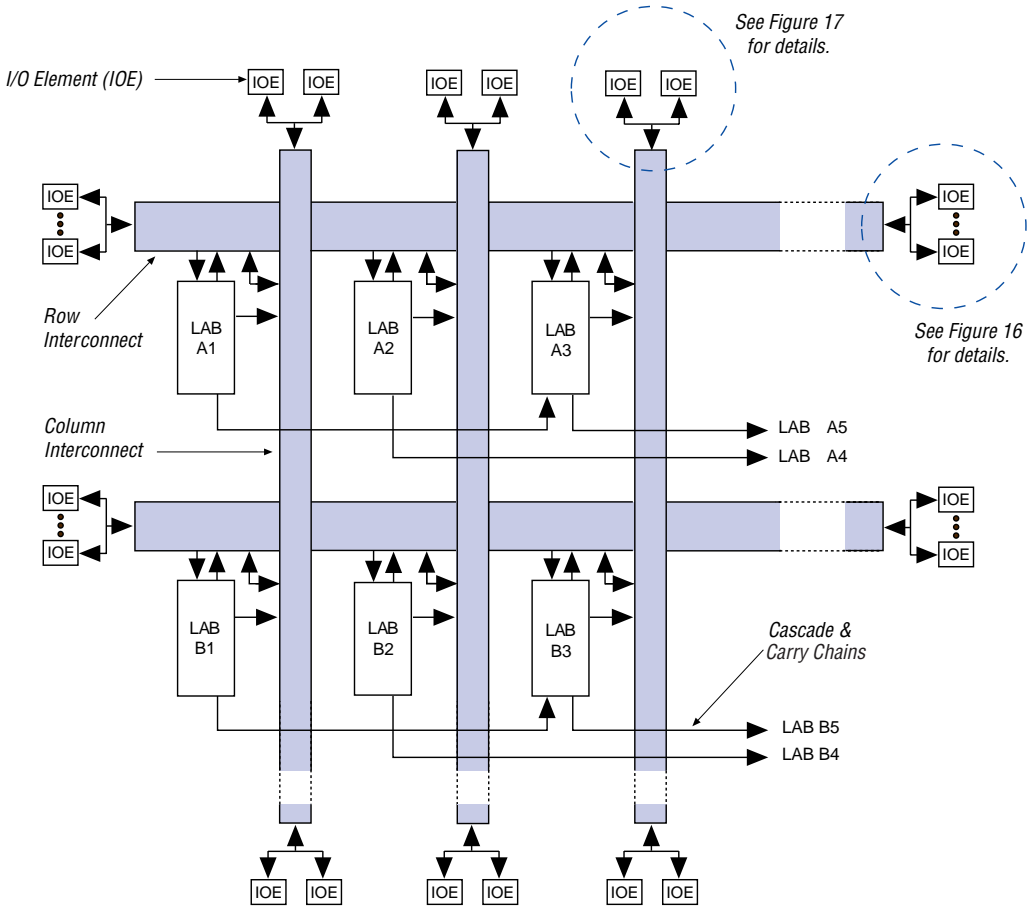 See Figure 17
for details.
I/O Element (IOE)
IOE IOE IOE IOE IOE IOE
IOE IOE
IOE IOE
Row
Interconnect
LAB
A1
LAB
A2
LAB
A3
See Figure 16
for details.
Column
Interconnect
LAB A5
LAB A4
IOE IOE
IOE IOE
LAB
B1
LAB
B2
LAB
B3
Cascade &
Carry Chains
LAB B5
LAB B4
IOE IOE IOE IOE IOE IOE